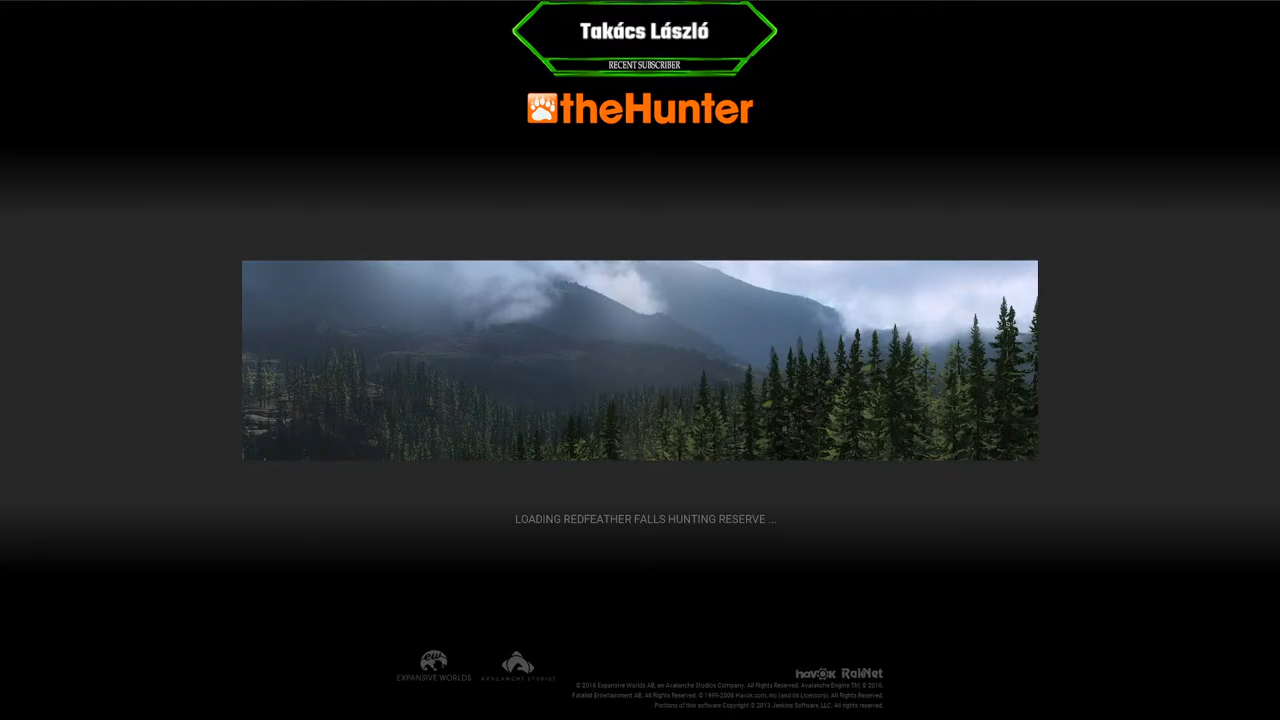 Takács László
RECENT SUBSCRIBER
theHunter
LOADING REDFEATHER FALLS HUNTING RESERVE ...
ew
EXPANSIVE WORLDS
AVALANCHE STUDIOS
havok RakNet
© 2016 Expansive Worlds AB, an Avalanche Studios Company. All Rights Reserved. Avalanche Engine TM, © 2016.
Fatalist Entertainment AB. All Rights Reserved. © 1999-2008 Havok.com, Inc (and its Licensors). All Rights Reserved.
Portions of this software Copyright © 2013 Jenkins Software, LLC. All rights reserved.